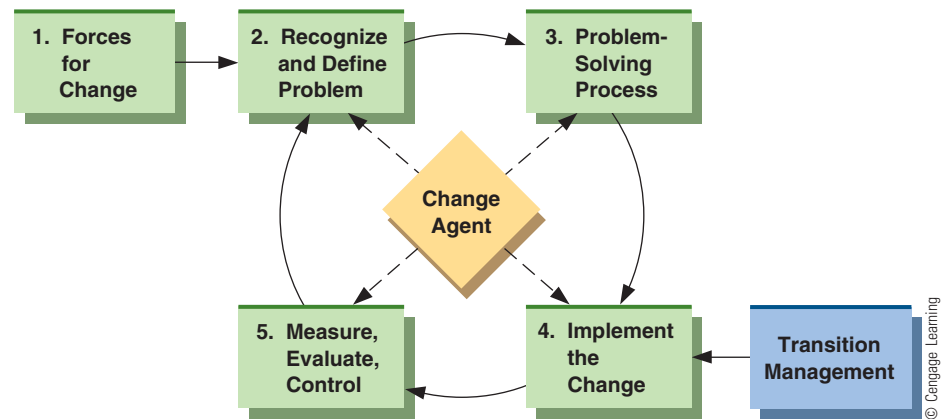 1. Forces
for
Change
2. Recognize
and Define
Problem
3. Problem-
Solving
Process
Change
Agent
5. Measure,
Evaluate,
Control
4. Implement
the
Change
Transition
Management
© Cengage Learning